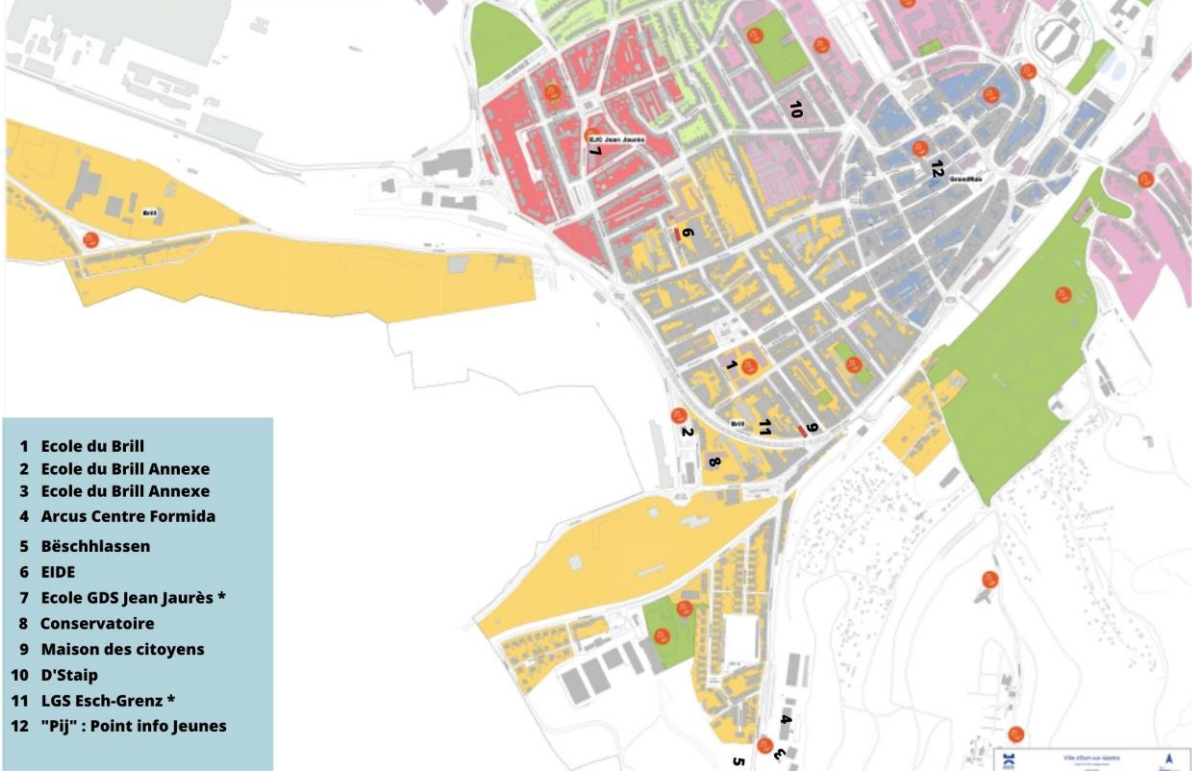 10
EJC Jean Jaurès
7
12
Grand Rue
Brill
6
1
2
Brill
11
9
8
4
3
5
1 Ecole du Brill
2 Ecole du Brill Annexe
3 Ecole du Brill Annexe
4 Arcus Centre Formida
5 Bëschhlassen
6 EIDE
7 Ecole GDS Jean Jaurès *
8 Conservatoire
9 Maison des citoyens
10 D'Staip
11 LGS Esch-Grenz *
12 "Pij" : Point info Jeunes
Ville d'Esch-sur-Alzette